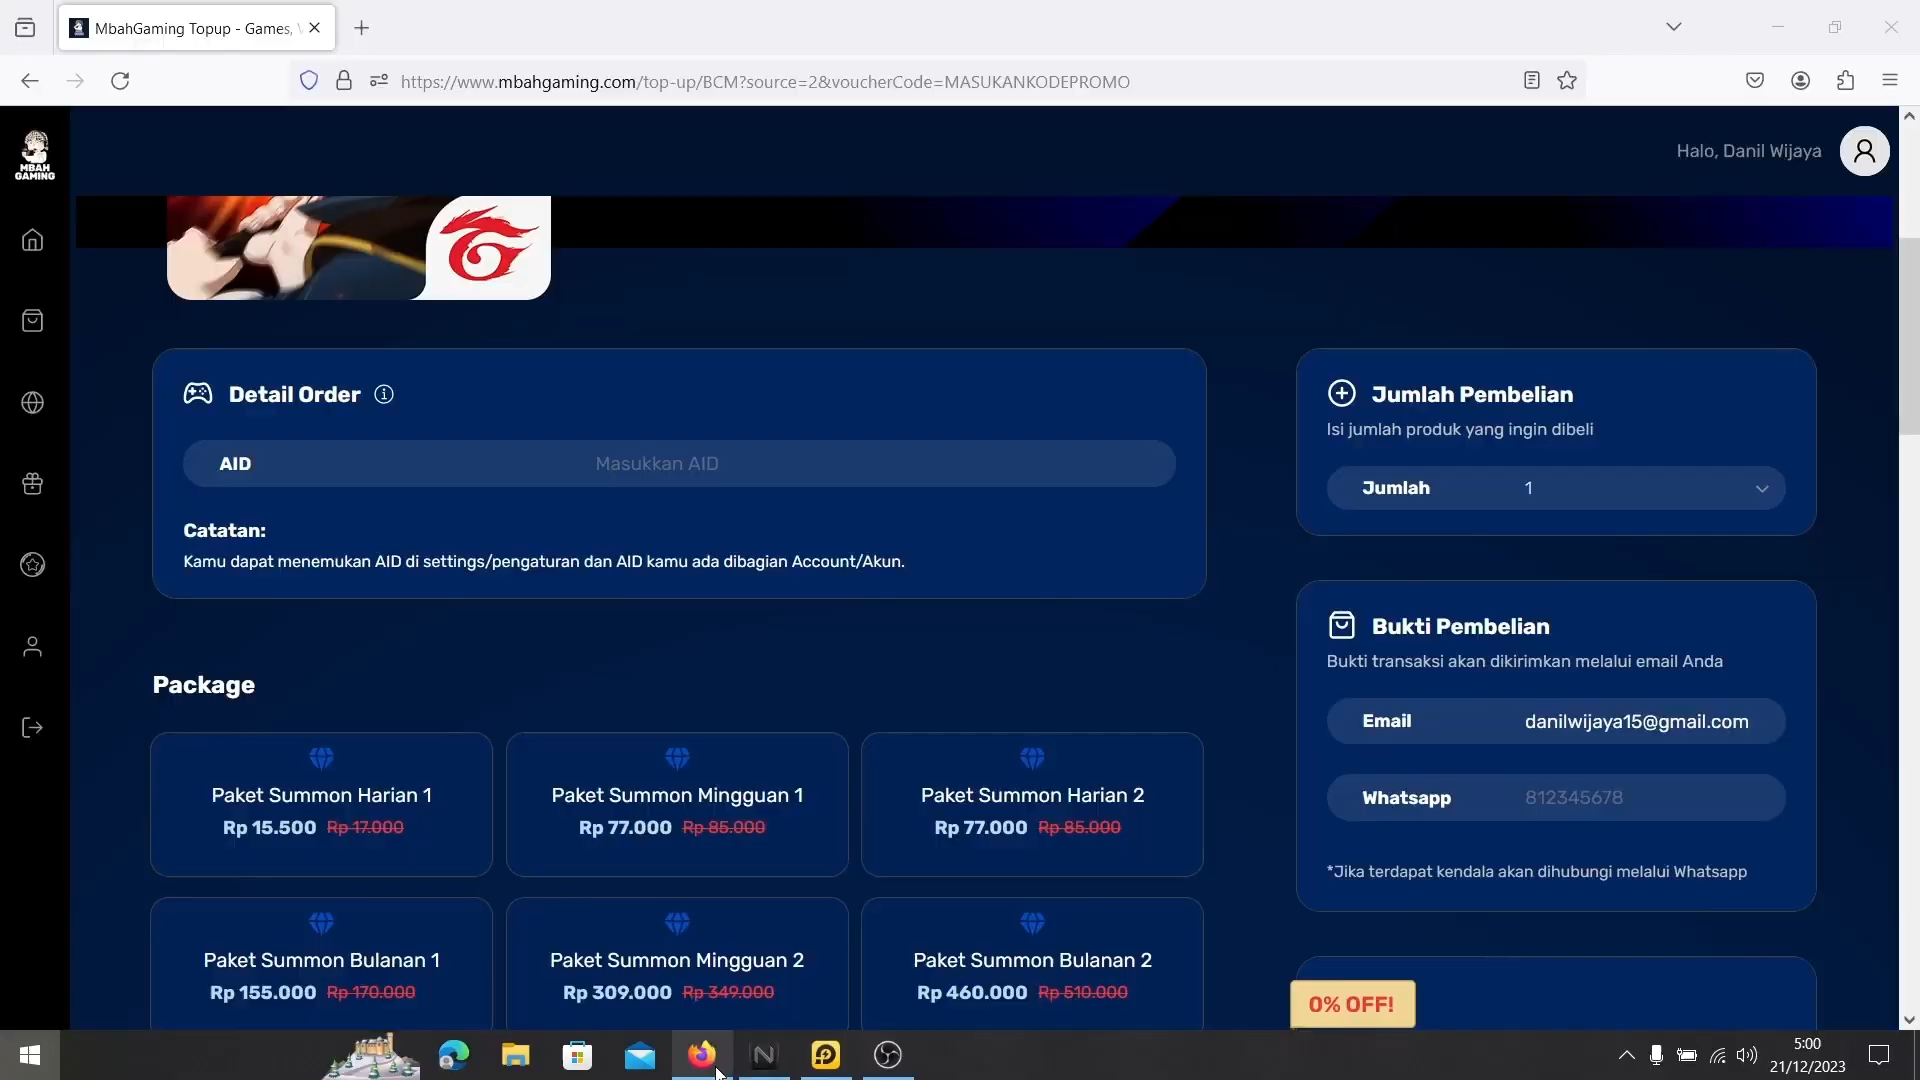 MbahGaming Topup - Games, V
https://www.mbahgaming.com/top-up/BCM?source=2&voucherCode=MASUKANKODEPROMO
MBAH
GAMING
Halo, Danil Wijaya
Detail Order
AID Masukkan AID
Catatan:
Kamu dapat menemukan AID di settings/pengaturan dan AID kamu ada dibagian Account/Akun.
Jumlah Pembelian
Isi jumlah produk yang ingin dibeli
Jumlah 1
Bukti Pembelian
Bukti transaksi akan dikirimkan melalui email Anda
Email danilwijaya15@gmail.com
Whatsapp 812345678
*Jika terdapat kendala akan dihubungi melalui Whatsapp
Package
Paket Summon Harian 1
Rp 15.500 Rp 17.000
Paket Summon Mingguan 1
Rp 77.000 Rp 85.000
Paket Summon Harian 2
Rp 77.000 Rp 85.000
Paket Summon Bulanan 1
Rp 155.000 Rp 170.000
Paket Summon Mingguan 2
Rp 309.000 Rp 349.000
Paket Summon Bulanan 2
Rp 460.000 Rp 510.000
0% OFF!
5:00
21/12/2023